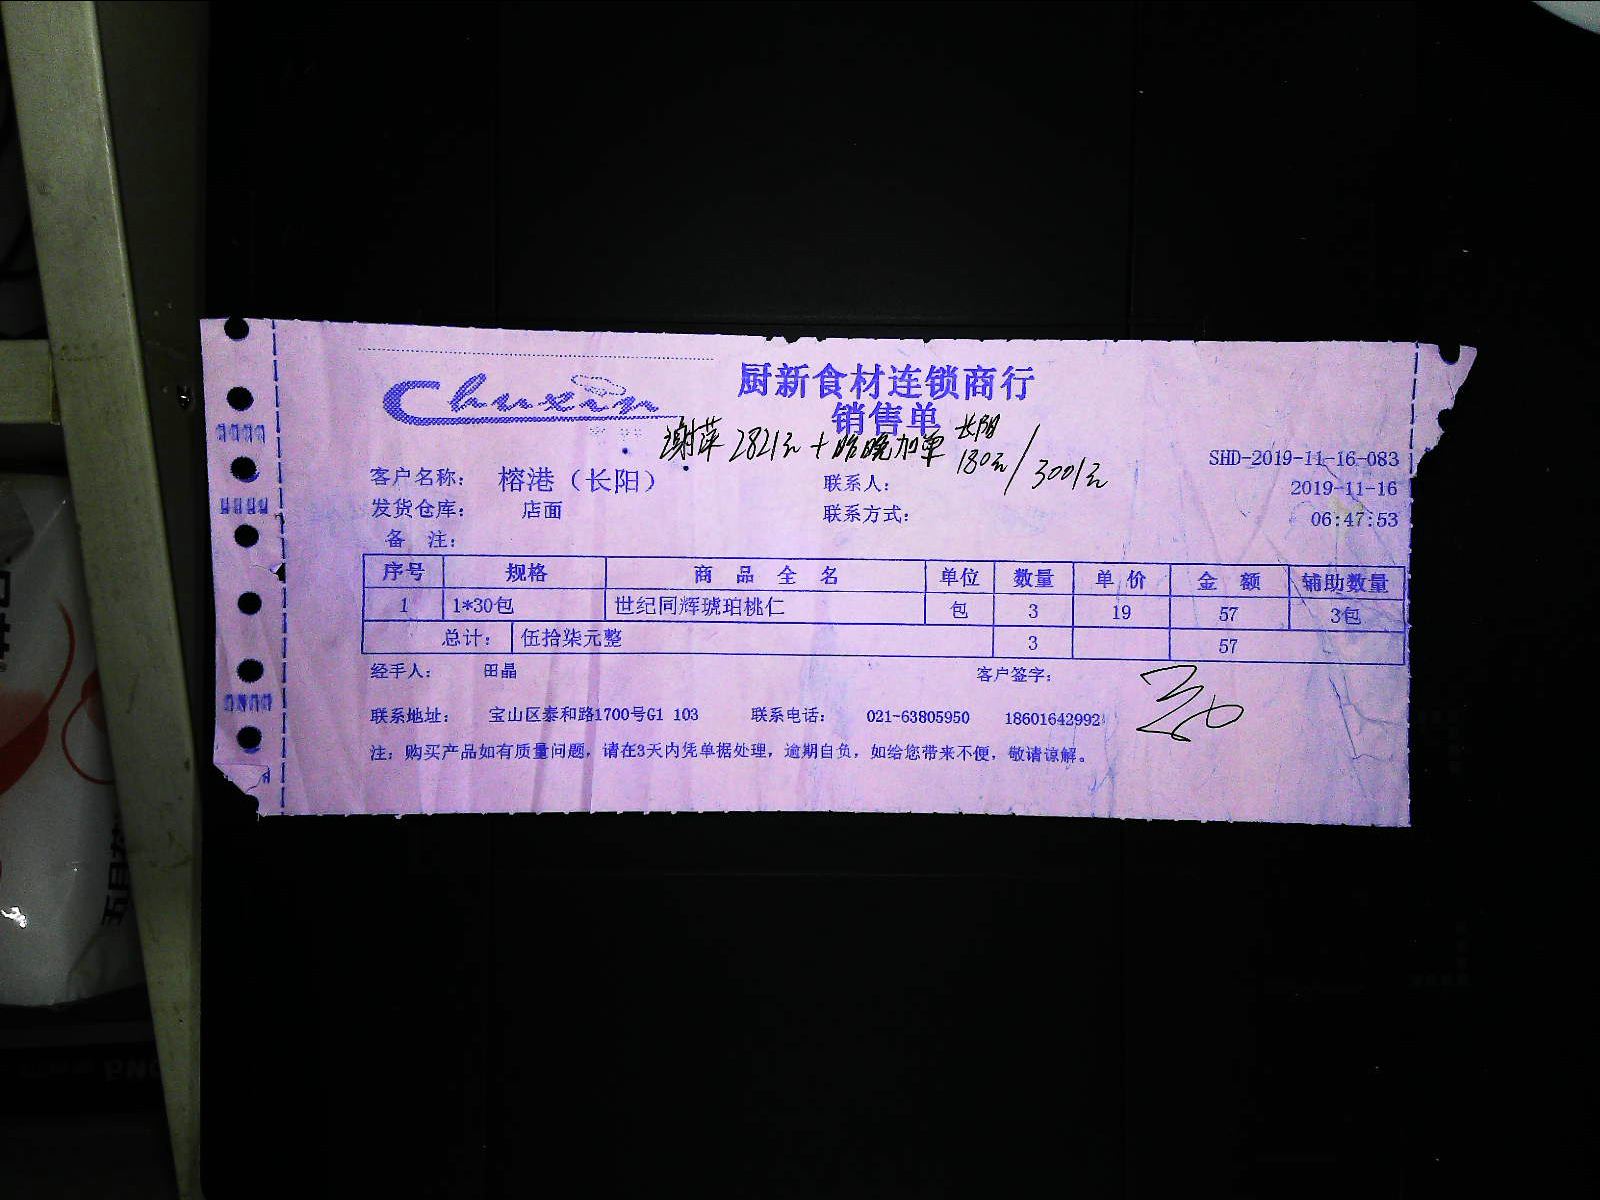 Chuxin
厨新食材连锁商行
销售单
谢萍 2821元 + 昨晚加单 长阳 180元 / 3001元
SHD-2019-11-16-083
客户名称： 榕港（长阳） 联系人： 2019-11-16
发货仓库： 店面 联系方式： 06:47:53
备 注：
序号 规格 商 品 全 名 单位 数量 单 价 金 额 辅助数量
1 1*30包 世纪同辉琥珀桃仁 包 3 19 57 3包
总计： 伍拾柒元整 3 57
经手人： 田晶 客户签字：
联系地址： 宝山区泰和路1700号G1 103 联系电话： 021-63805950 18601642992
注：购买产品如有质量问题，请在3天内凭单据处理，逾期自负，如给您带来不便，敬请谅解。